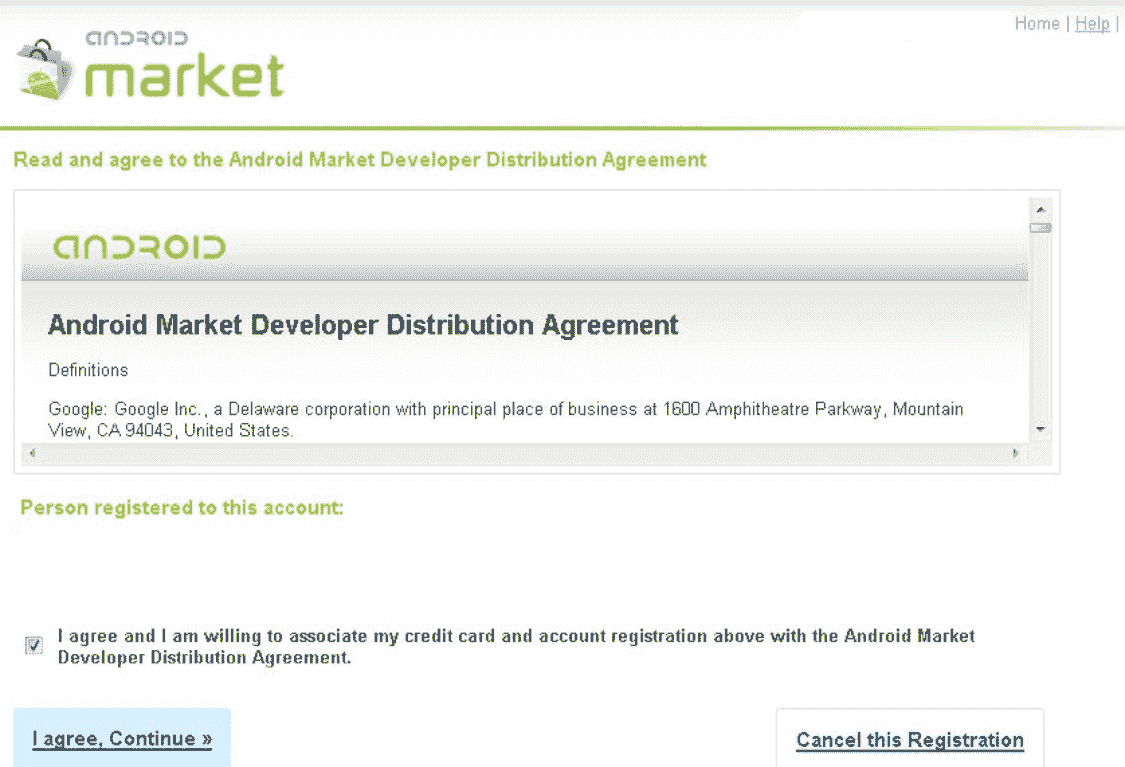 Home | Help |
ANDROID
market
Read and agree to the Android Market Developer Distribution Agreement
ANDROID
Android Market Developer Distribution Agreement
Definitions
Google: Google Inc., a Delaware corporation with principal place of business at 1600 Amphitheatre Parkway, Mountain
View, CA 94043, United States.
Person registered to this account:
I agree and I am willing to associate my credit card and account registration above with the Android Market
Developer Distribution Agreement.
I agree, Continue »
Cancel this Registration